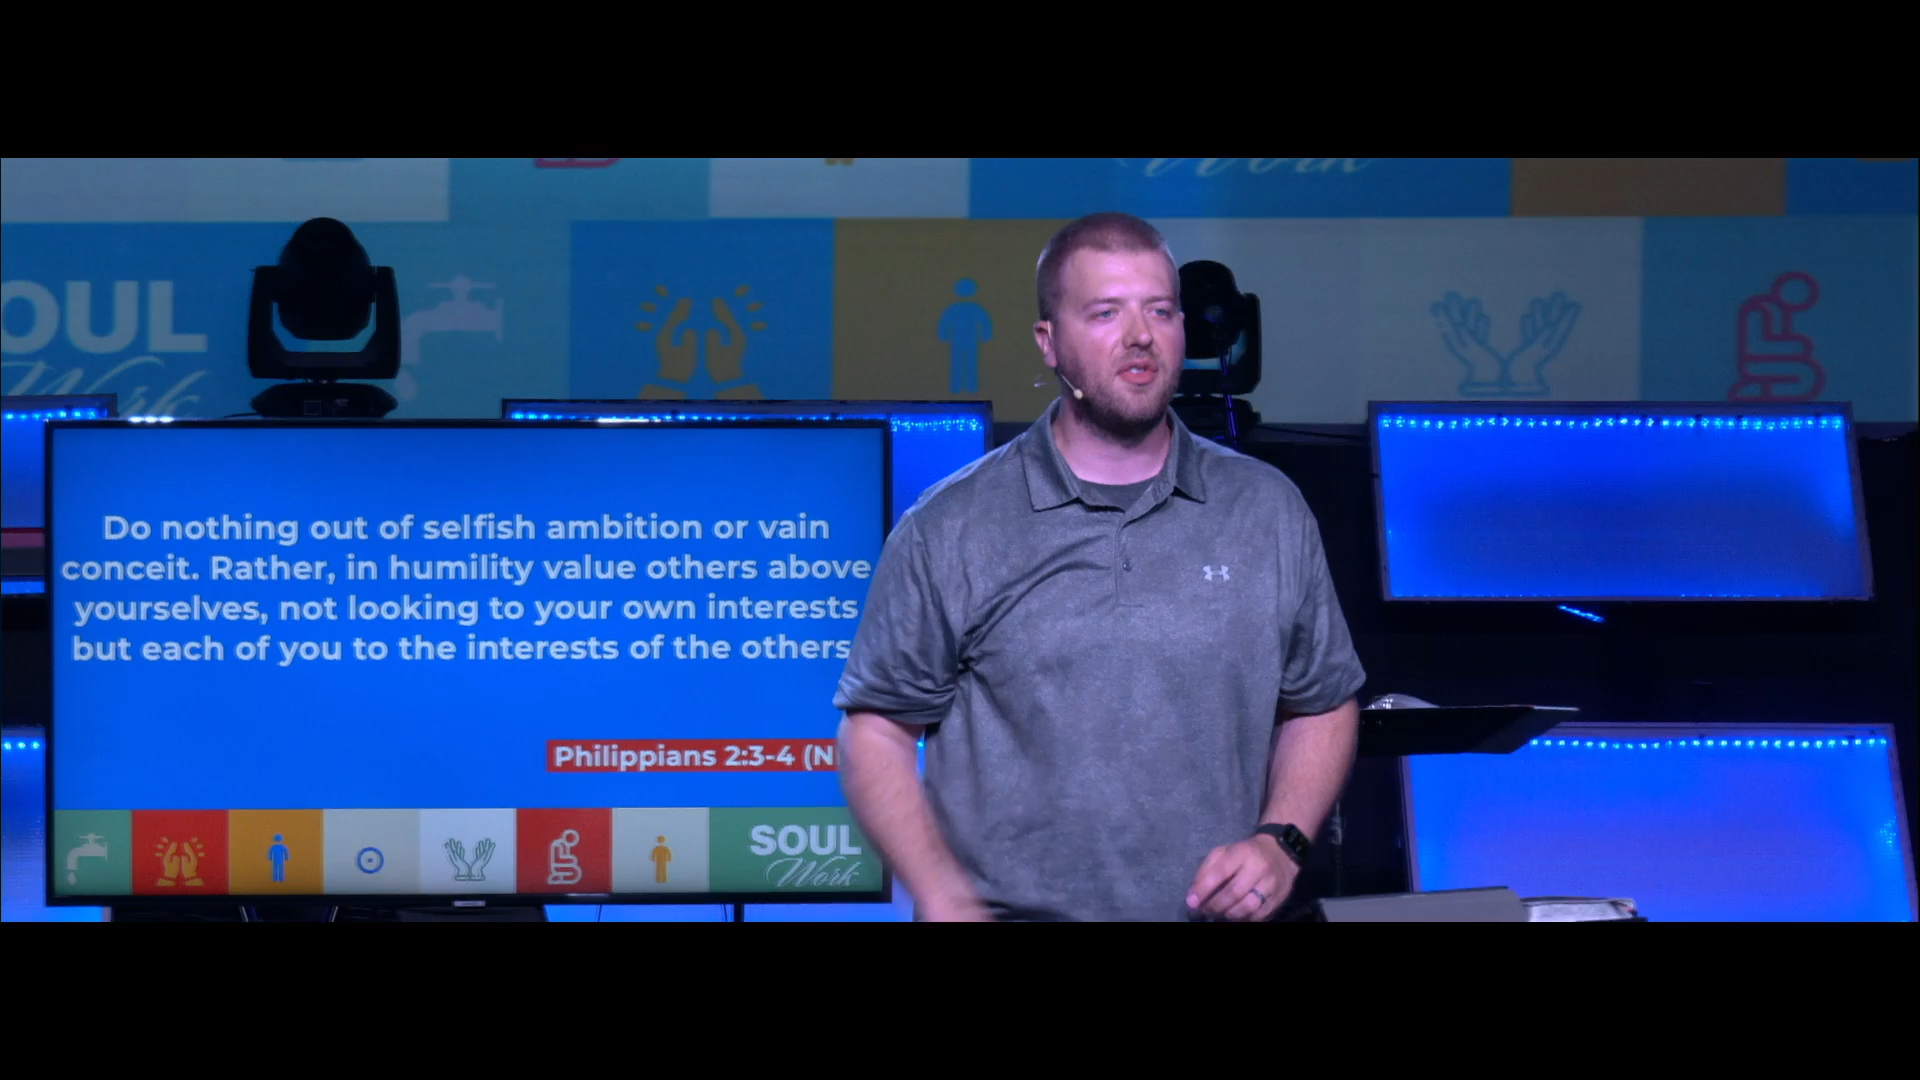 Work
SOUL
Work
Do nothing out of selfish ambition or vain
conceit. Rather, in humility value others above
yourselves, not looking to your own interests
but each of you to the interests of the others
Philippians 2:3-4 (NI
SOUL
Work